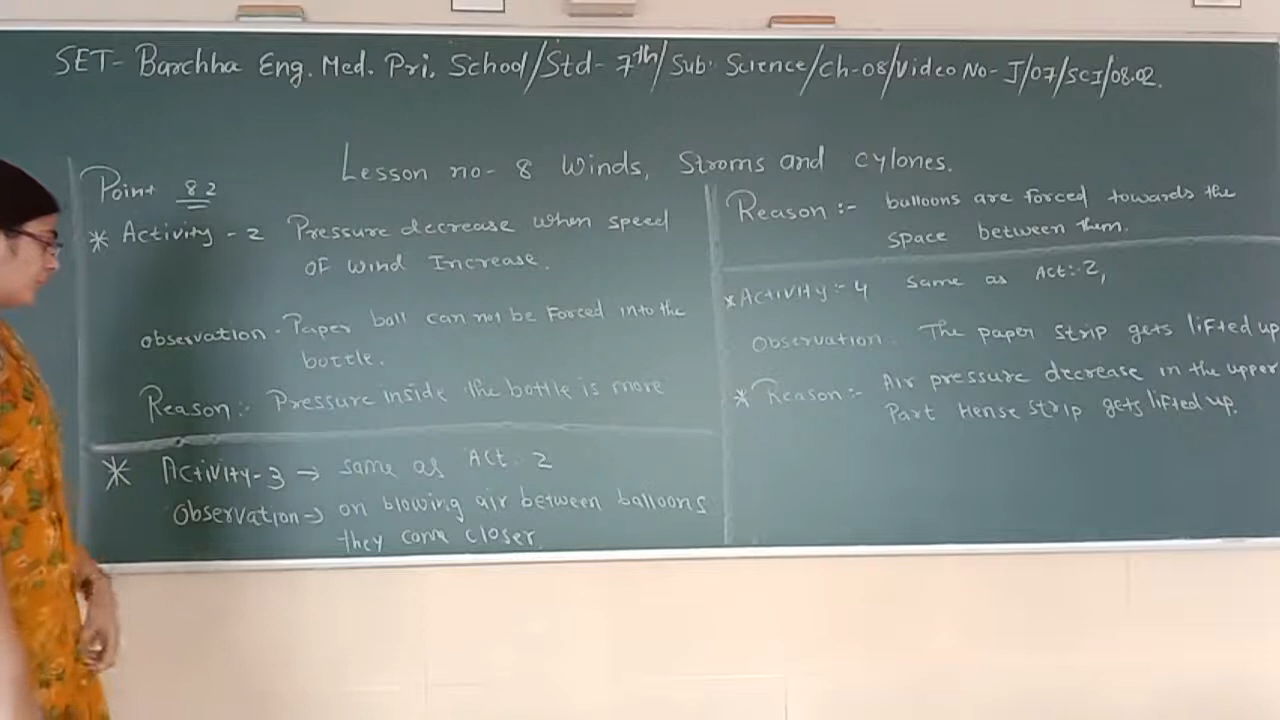 SET- Barchha Eng. Med. Pri. School/Std- 7th/Sub: Science/Ch-08/Video No- J/07/SCI/08.02.
Lesson no- 8 Winds, Stroms and cylones.
Point 8.2
* Activity - 2 Pressure decrease when speed
OF wind Increase.
observation - Paper ball can not be Forced into the
bottle.
Reason :- Pressure inside the bottle is more
* Activity-3 → same as Act. 2
Observation → on blowing air between balloons
they come closer.
Reason :- balloons are forced towards the
space between them.
* Activity :- 4 same as Act:- 2,
Observation: The paper strip gets lifted up
* Reason :- Air pressure decrease in the upper
Part Hense strip gets lifted up.